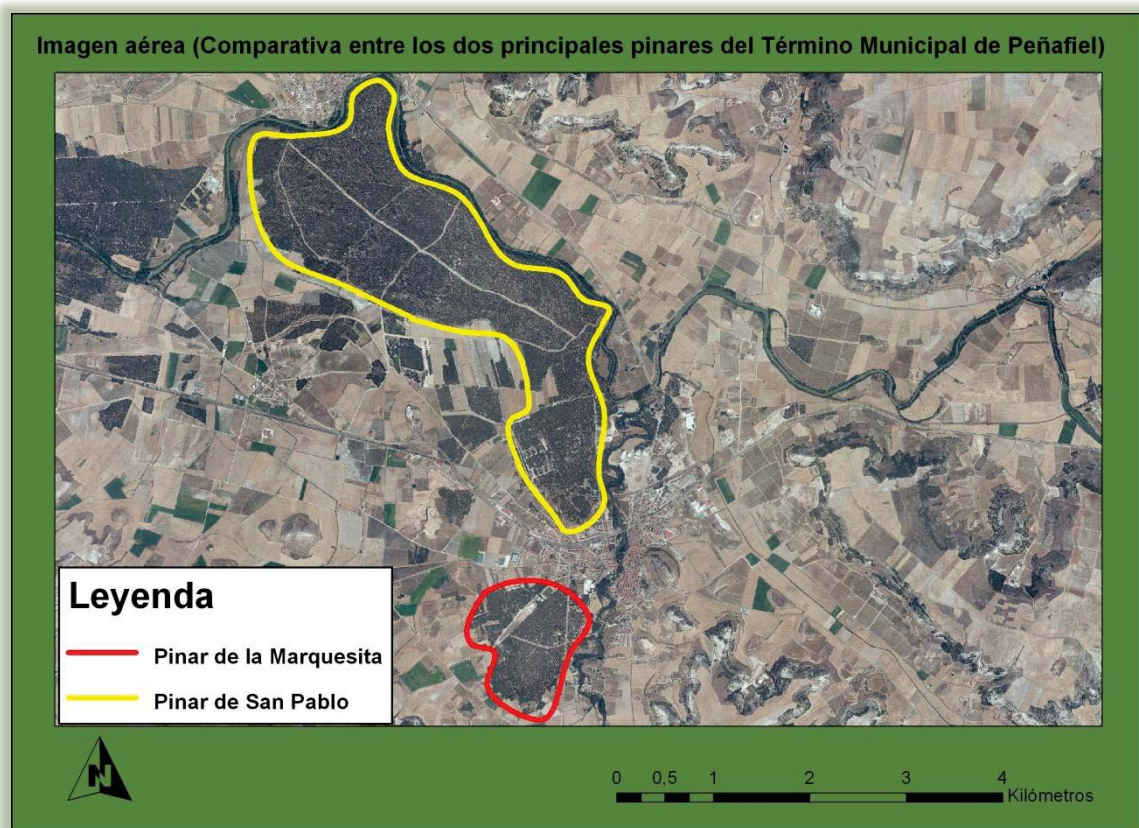 Imagen aérea (Comparativa entre los dos principales pinares del Término Municipal de Peñafiel)
Leyenda
Pinar de la Marquesita
Pinar de San Pablo
N
0 0,5 1 2 3 4
Kilómetros